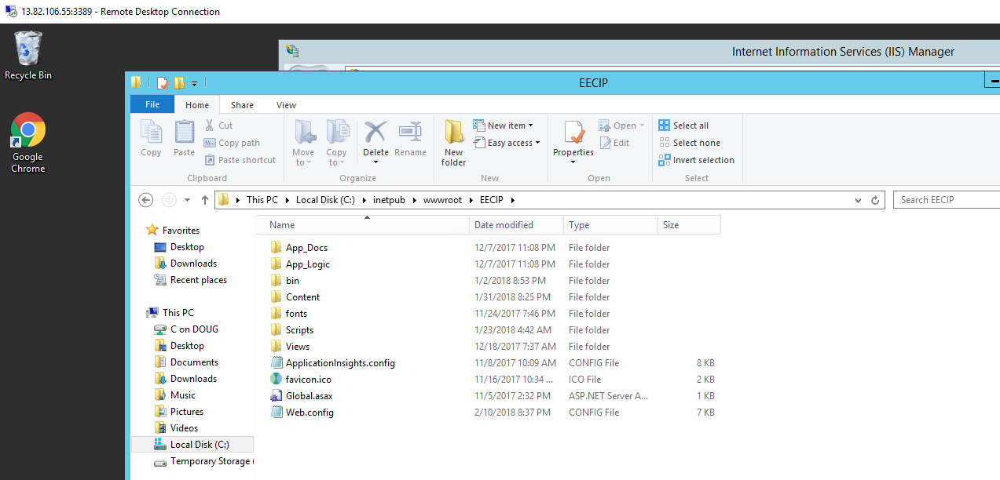 13.82.106.55:3389 - Remote Desktop Connection
Recycle Bin
Google
Chrome
Internet Information Services (IIS) Manager
EECIP
File Home Share View
Copy
Paste
Cut
Copy path
Paste shortcut
Clipboard
Move
to
Copy
to
Delete
Rename
Organize
New
folder
New item
Easy access
New
Properties
Open
Edit
Open
Select all
Select none
Invert selection
Select
This PC Local Disk (C:) inetpub wwwroot EECIP
Search EECIP
Favorites
Desktop
Downloads
Recent places
This PC
C on DOUG
Desktop
Documents
Downloads
Music
Pictures
Videos
Local Disk (C:)
Temporary Storage (
Name Date modified Type Size
App_Docs 12/7/2017 11:08 PM File folder
App_Logic 12/7/2017 11:08 PM File folder
bin 1/2/2018 8:53 PM File folder
Content 1/31/2018 8:25 PM File folder
fonts 11/24/2017 7:46 PM File folder
Scripts 1/23/2018 4:42 AM File folder
Views 12/18/2017 7:37 AM File folder
ApplicationInsights.config 11/8/2017 10:09 AM CONFIG File 8 KB
favicon.ico 11/16/2017 10:34 ... ICO File 2 KB
Global.asax 11/5/2017 2:32 PM ASP.NET Server A... 1 KB
Web.config 2/10/2018 8:37 PM CONFIG File 7 KB